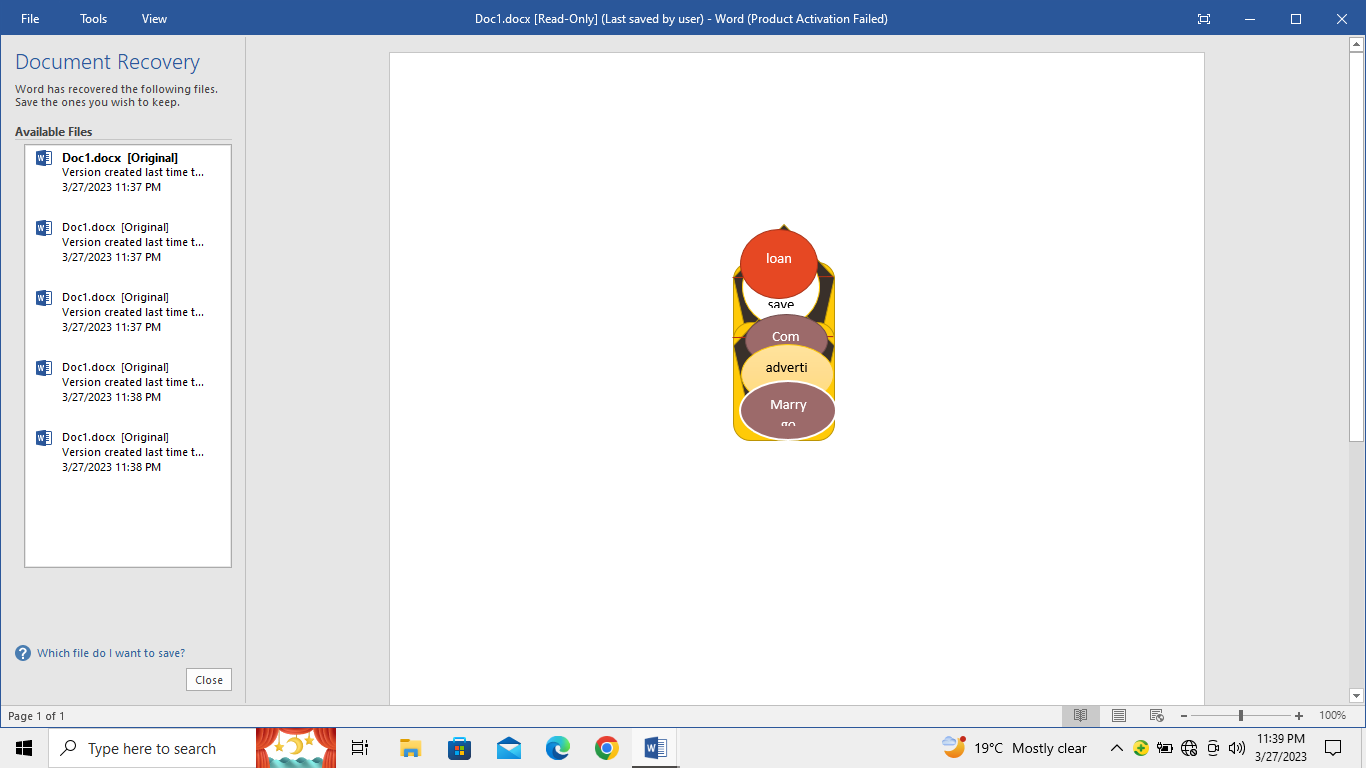 File Tools View Doc1.docx [Read-Only] (Last saved by user) - Word (Product Activation Failed)
Document Recovery
Word has recovered the following files.
Save the ones you wish to keep.
Available Files
Doc1.docx [Original]
Version created last time t...
3/27/2023 11:37 PM
Doc1.docx [Original]
Version created last time t...
3/27/2023 11:37 PM
Doc1.docx [Original]
Version created last time t...
3/27/2023 11:37 PM
Doc1.docx [Original]
Version created last time t...
3/27/2023 11:38 PM
Doc1.docx [Original]
Version created last time t...
3/27/2023 11:38 PM
Which file do I want to save?
Close
loan
save
Com
adverti
Marry
go
Page 1 of 1
100%
Type here to search
19°C Mostly clear
11:39 PM
3/27/2023